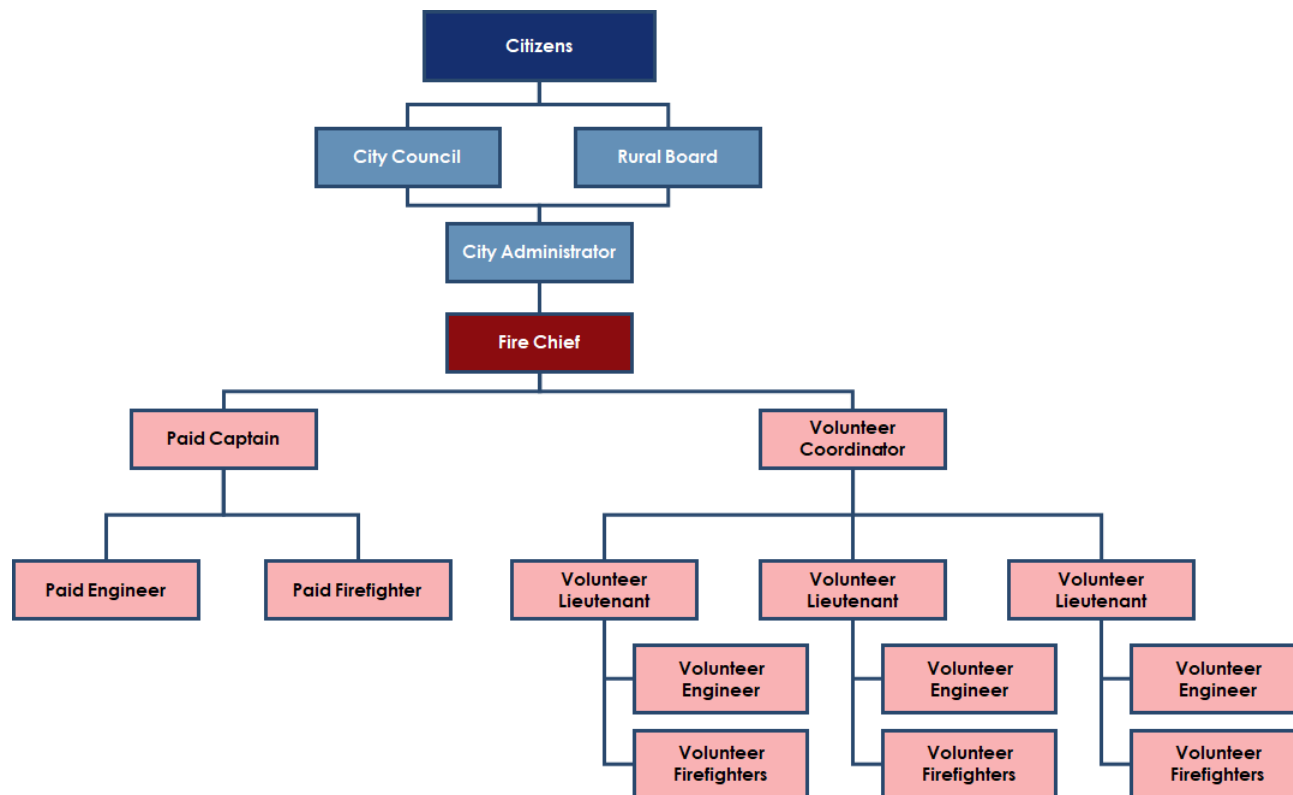 Citizens
City Council
Rural Board
City Administrator
Fire Chief
Paid Captain
Volunteer
Coordinator
Paid Engineer
Paid Firefighter
Volunteer
Lieutenant
Volunteer
Lieutenant
Volunteer
Lieutenant
Volunteer
Engineer
Volunteer
Engineer
Volunteer
Engineer
Volunteer
Firefighters
Volunteer
Firefighters
Volunteer
Firefighters